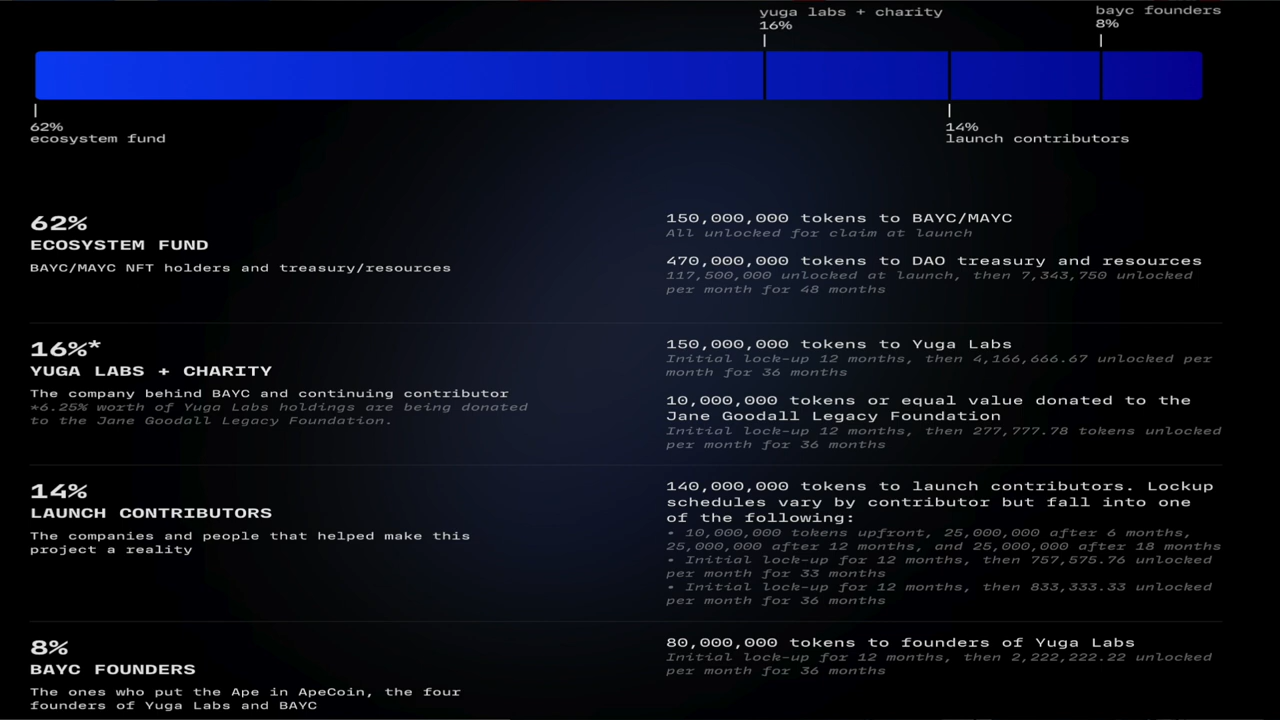 yuga labs + charity
16%
bayc founders
8%
62%
ecosystem fund
14%
launch contributors
62%
ECOSYSTEM FUND
BAYC/MAYC NFT holders and treasury/resources
150,000,000 tokens to BAYC/MAYC
All unlocked for claim at launch
470,000,000 tokens to DAO treasury and resources
117,500,000 unlocked at launch, then 7,343,750 unlocked
per month for 48 months
16%*
YUGA LABS + CHARITY
The company behind BAYC and continuing contributor
*6.25% worth of Yuga Labs holdings are being donated
to the Jane Goodall Legacy Foundation.
150,000,000 tokens to Yuga Labs
Initial lock-up 12 months, then 4,166,666.67 unlocked per
month for 36 months
10,000,000 tokens or equal value donated to the
Jane Goodall Legacy Foundation
Initial lock-up 12 months, then 277,777.78 tokens unlocked
per month for 36 months
14%
LAUNCH CONTRIBUTORS
The companies and people that helped make this
project a reality
140,000,000 tokens to launch contributors. Lockup
schedules vary by contributor but fall into one
of the following:
• 10,000,000 tokens upfront, 25,000,000 after 6 months,
25,000,000 after 12 months, and 25,000,000 after 18 months
• Initial lock-up for 12 months, then 757,575.76 unlocked
per month for 33 months
• Initial lock-up for 12 months, then 833,333.33 unlocked
per month for 36 months
8%
BAYC FOUNDERS
The ones who put the Ape in ApeCoin, the four
founders of Yuga Labs and BAYC
80,000,000 tokens to founders of Yuga Labs
Initial lock-up for 12 months, then 2,222,222.22 unlocked
per month for 36 months